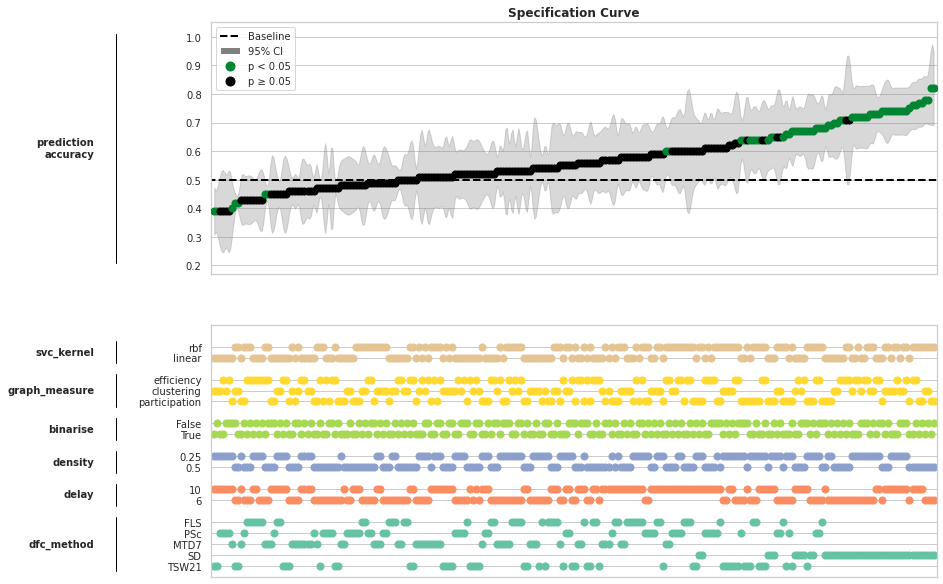 Specification Curve
1.0
Baseline
95% CI
0.9
p < 0.05
p ≥ 0.05
0.8
0.7
prediction
accuracy
0.6
0.5
0.4
0.3
0.2
svc_kernel
rbf
linear
graph_measure
efficiency
clustering
participation
binarise
False
True
density
0.25
0.5
delay
10
6
dfc_method
FLS
PSc
MTD7
SD
TSW21